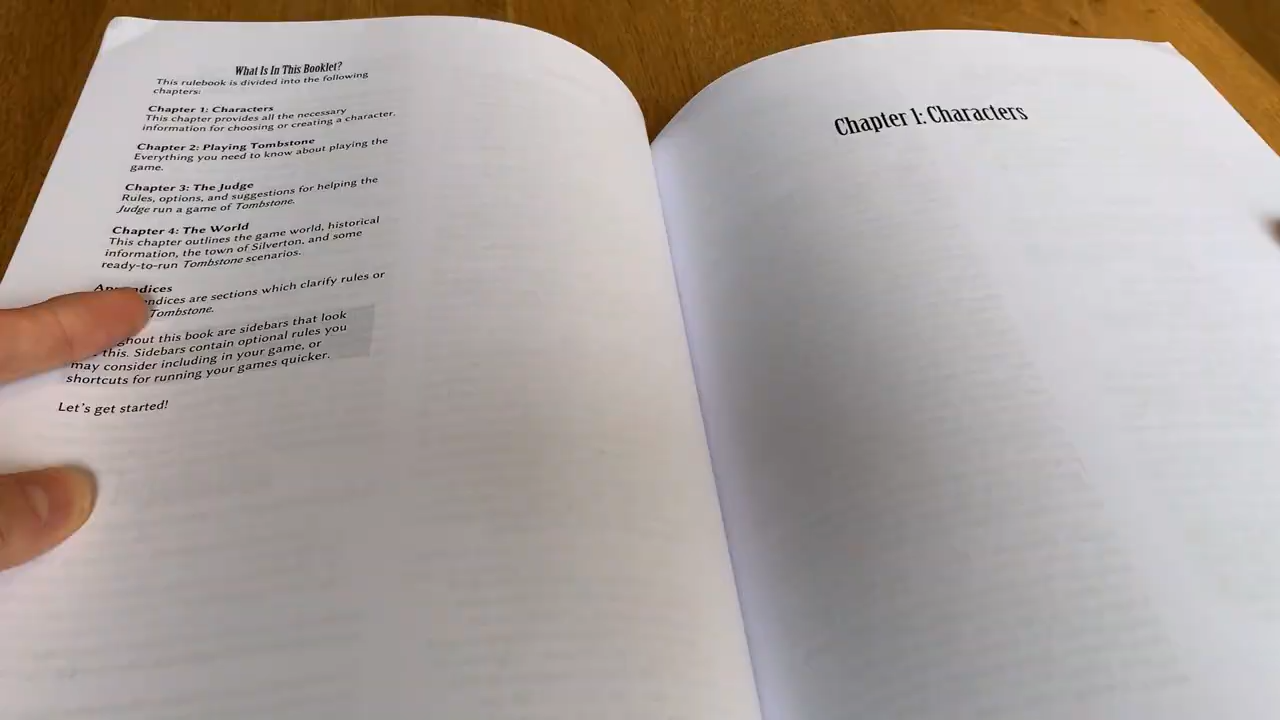 What Is In This Booklet?
This rulebook is divided into the following
chapters:
Chapter 1: Characters
This chapter provides all the necessary
information for choosing or creating a character.
Chapter 2: Playing Tombstone
Everything you need to know about playing the
game.
Chapter 3: The Judge
Rules, options, and suggestions for helping the
Judge run a game of Tombstone.
Chapter 4: The World
This chapter outlines the game world, historical
information, the town of Silverton, and some
ready-to-run Tombstone scenarios.
Appendices
are sections which clarify rules or
Tombstone.
this book are sidebars that look
this. Sidebars contain optional rules you
may consider including in your game, or
shortcuts for running your games quicker.
Let's get started!
Chapter 1: Characters